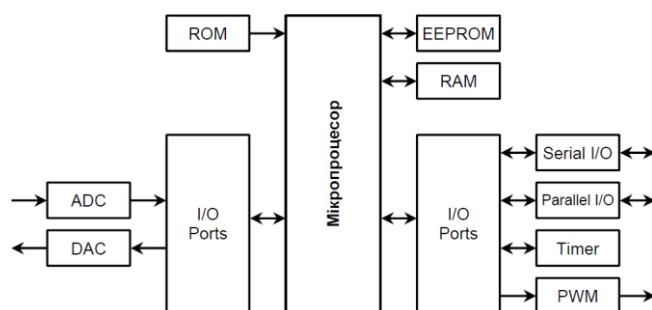 ROM
EEPROM
RAM
Мікропроцесор
I/O
Ports
ADC
DAC
I/O
Ports
Serial I/O
Parallel I/O
Timer
PWM